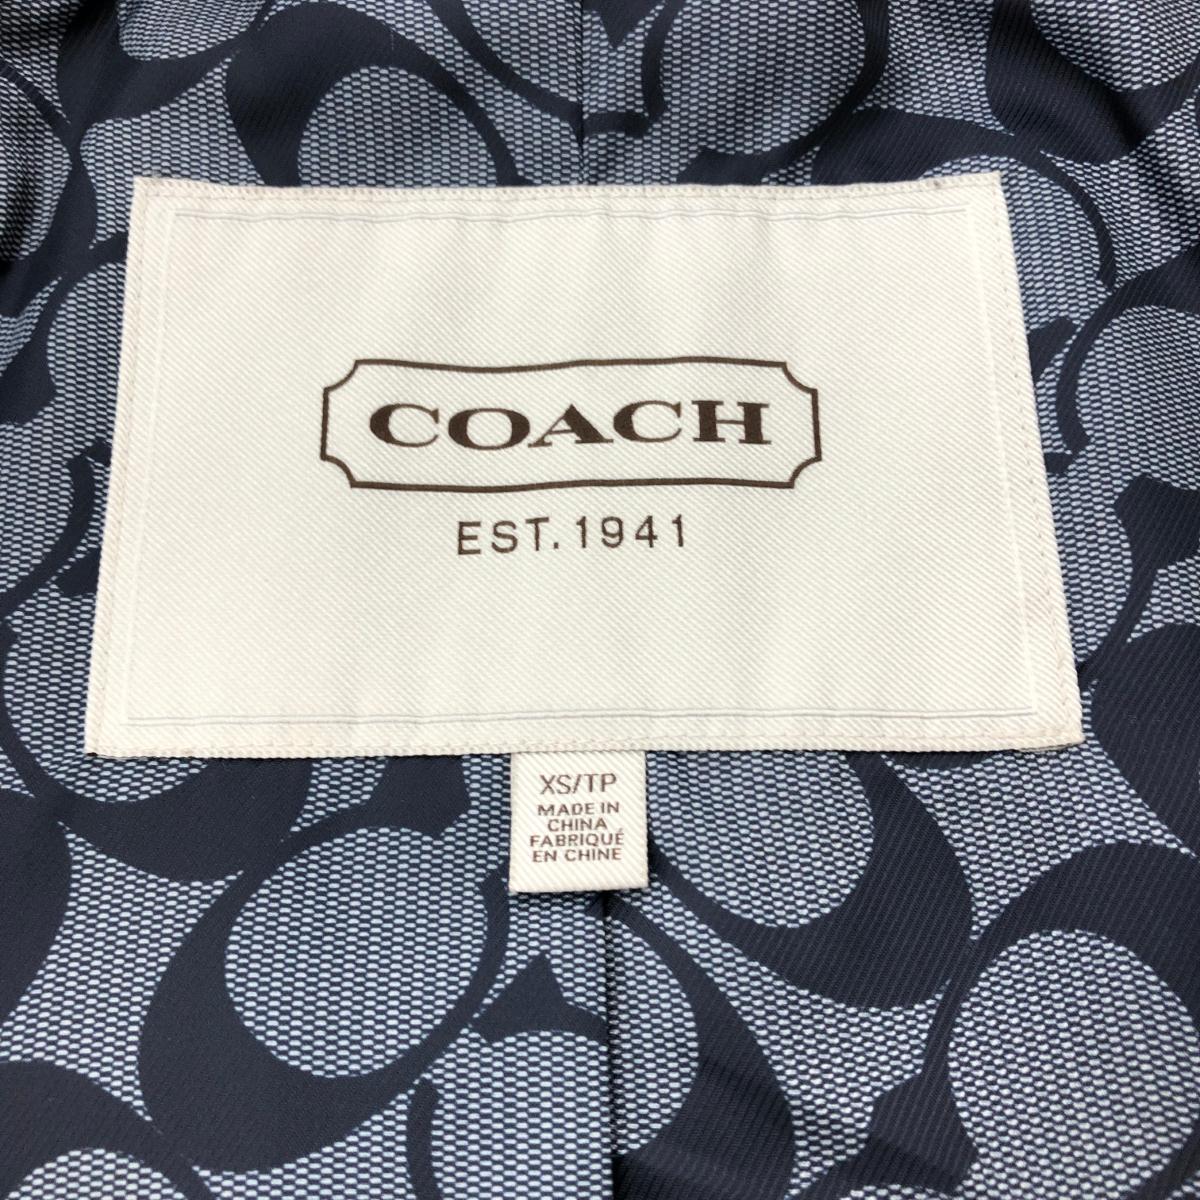 COACH
EST. 1941
XS/TP
MADE IN
CHINA
FABRIQUÉ
EN CHINE